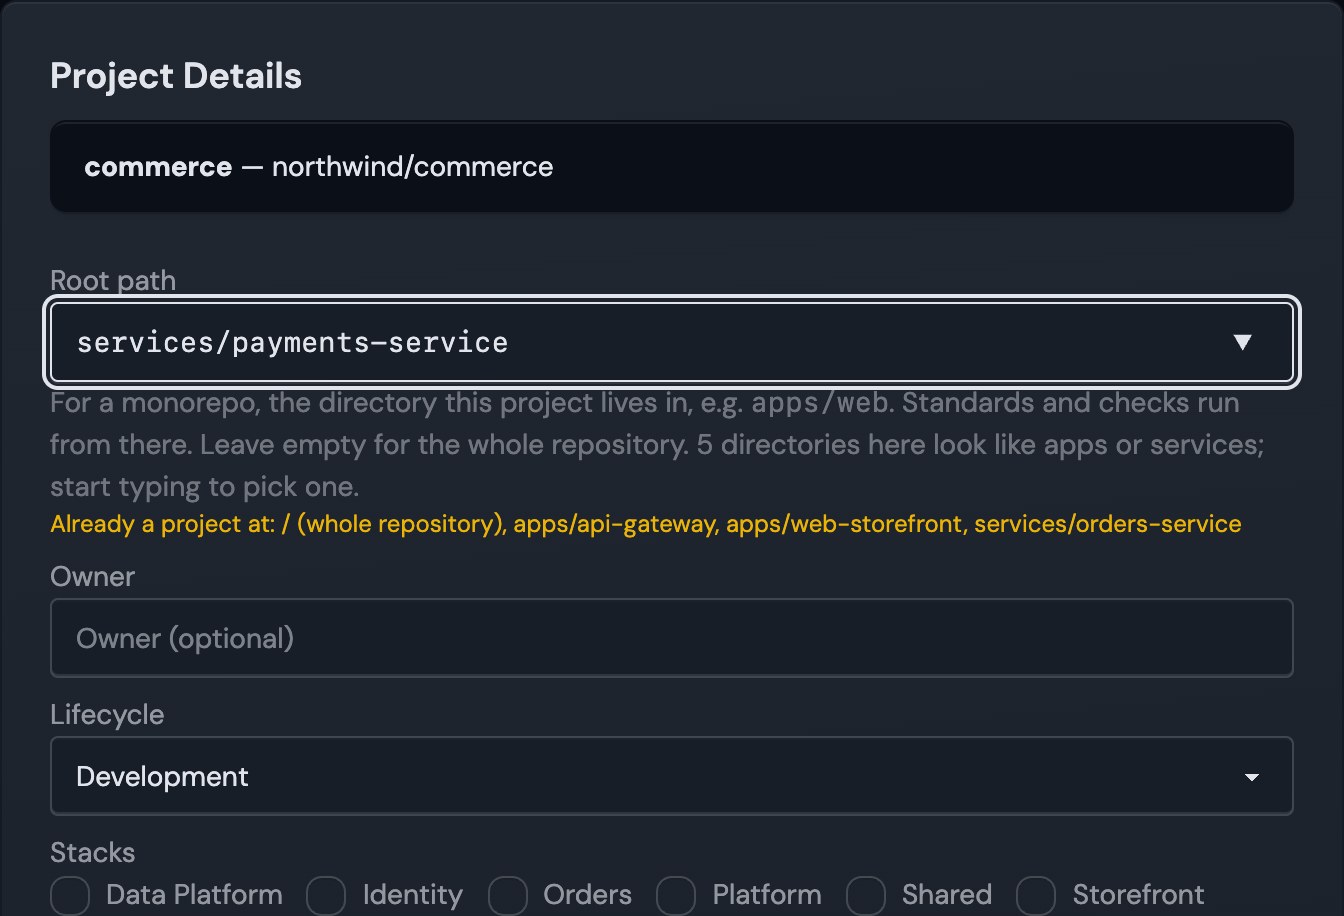 Project Details
commerce — northwind/commerce
Root path
services/payments-service
For a monorepo, the directory this project lives in, e.g. apps/web. Standards and checks run
from there. Leave empty for the whole repository. 5 directories here look like apps or services;
start typing to pick one.
Already a project at: / (whole repository), apps/api-gateway, apps/web-storefront, services/orders-service
Owner
Owner (optional)
Lifecycle
Development
Stacks
Data Platform Identity Orders Platform Shared Storefront